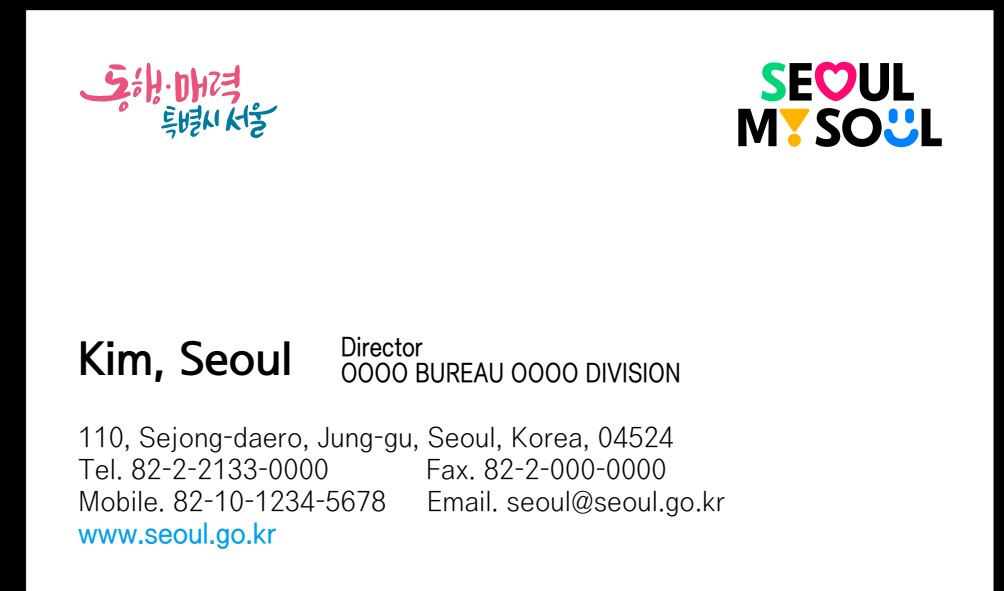 동행·매력
특별시 서울
SEOUL
MY SOUL
Kim, Seoul
Director
OOOO BUREAU OOOO DIVISION
110, Sejong-daero, Jung-gu, Seoul, Korea, 04524
Tel. 82-2-2133-0000 Fax. 82-2-000-0000
Mobile. 82-10-1234-5678 Email. seoul@seoul.go.kr
www.seoul.go.kr